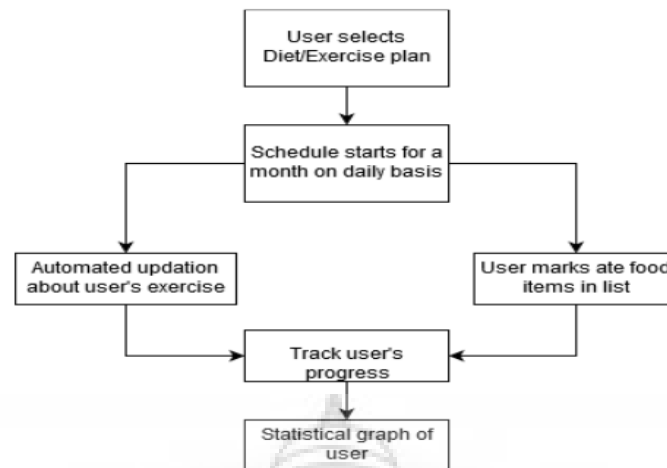 User selects
Diet/Exercise plan
Schedule starts for a
month on daily basis
Automated updation
about user's exercise
User marks ate food
items in list
Track user's
progress
Statistical graph of
user